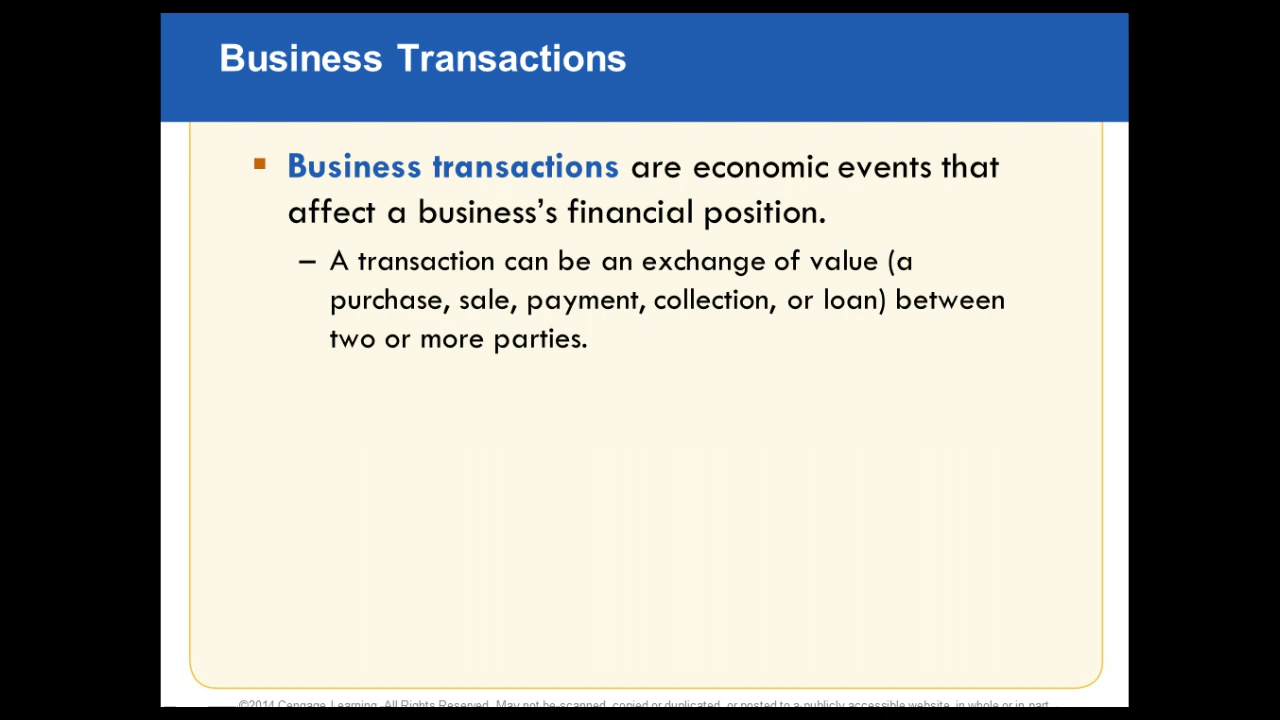 Business Transactions
▪ Business transactions are economic events that
affect a business’s financial position.
– A transaction can be an exchange of value (a
purchase, sale, payment, collection, or loan) between
two or more parties.
©2014 Cengage Learning. All Rights Reserved. May not be scanned, copied or duplicated, or posted to a publicly accessible website, in whole or in part.